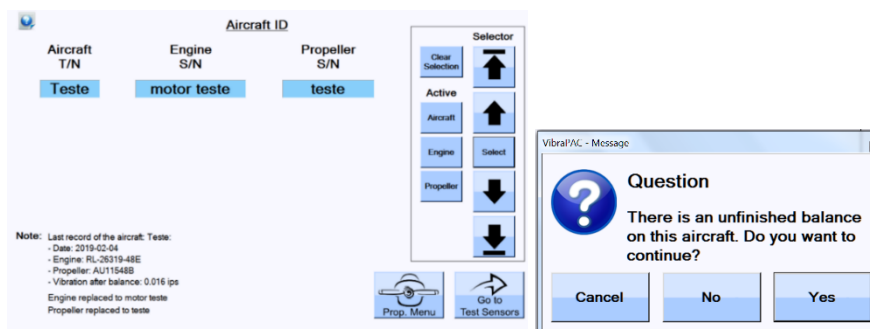 Aircraft ID
Aircraft
T/N
Engine
S/N
Propeller
S/N
Teste
motor teste
teste
Selector
Clear
Selection
Active
Aircraft
Engine
Select
Propeller
Note: Last record of the aircraft: Teste:
- Date: 2019-02-04
- Engine: RL-26319-48E
- Propeller: AU11548B
- Vibration after balance: 0.016 ips
Engine replaced to motor teste
Propeller replaced to teste
Prop. Menu
Go to
Test Sensors
VibraPAC - Message
Question
There is an unfinished balance
on this aircraft. Do you want to
continue?
Cancel
No
Yes